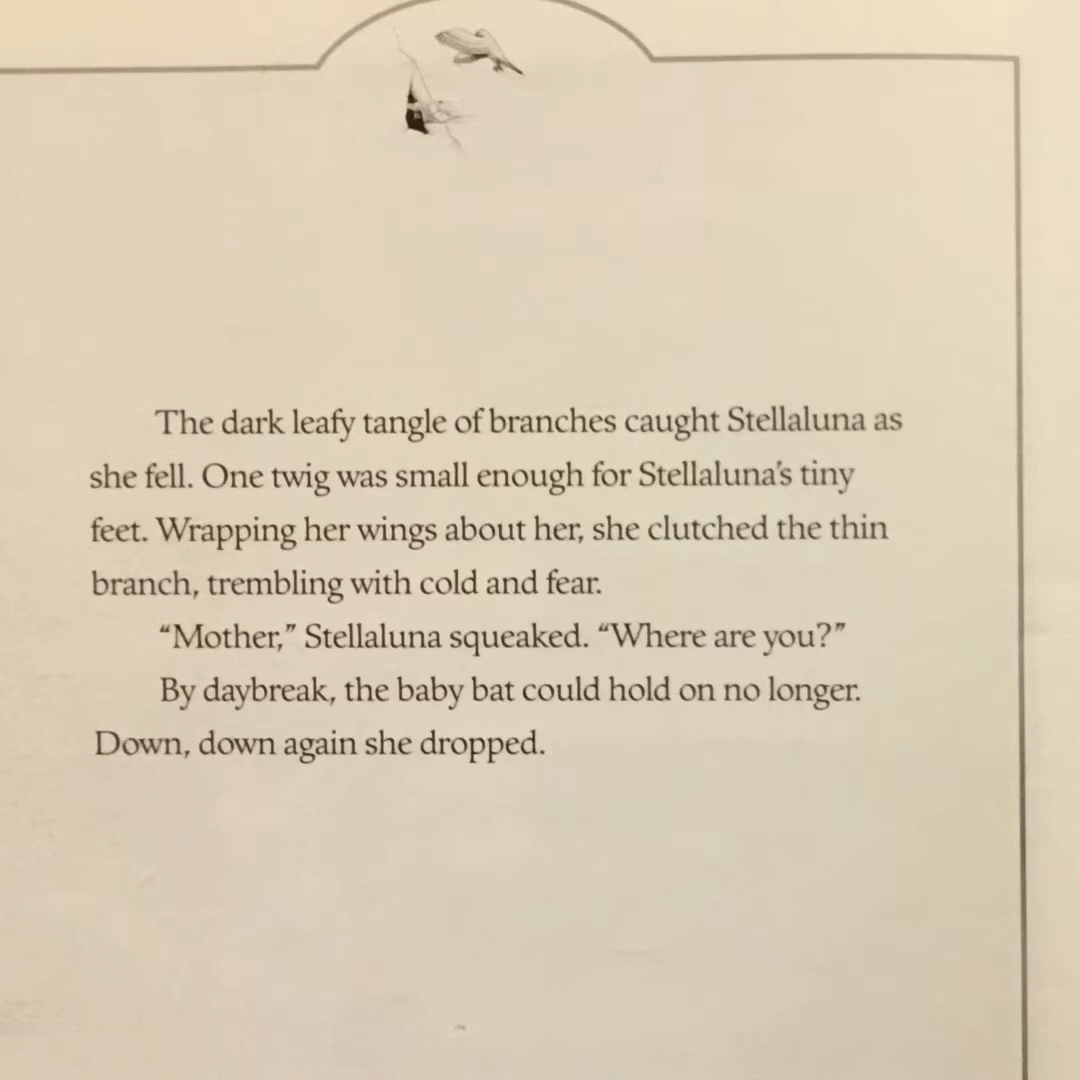 The dark leafy tangle of branches caught Stellaluna as
she fell. One twig was small enough for Stellaluna's tiny
feet. Wrapping her wings about her, she clutched the thin
branch, trembling with cold and fear.
“Mother,” Stellaluna squeaked. “Where are you?”
By daybreak, the baby bat could hold on no longer.
Down, down again she dropped.